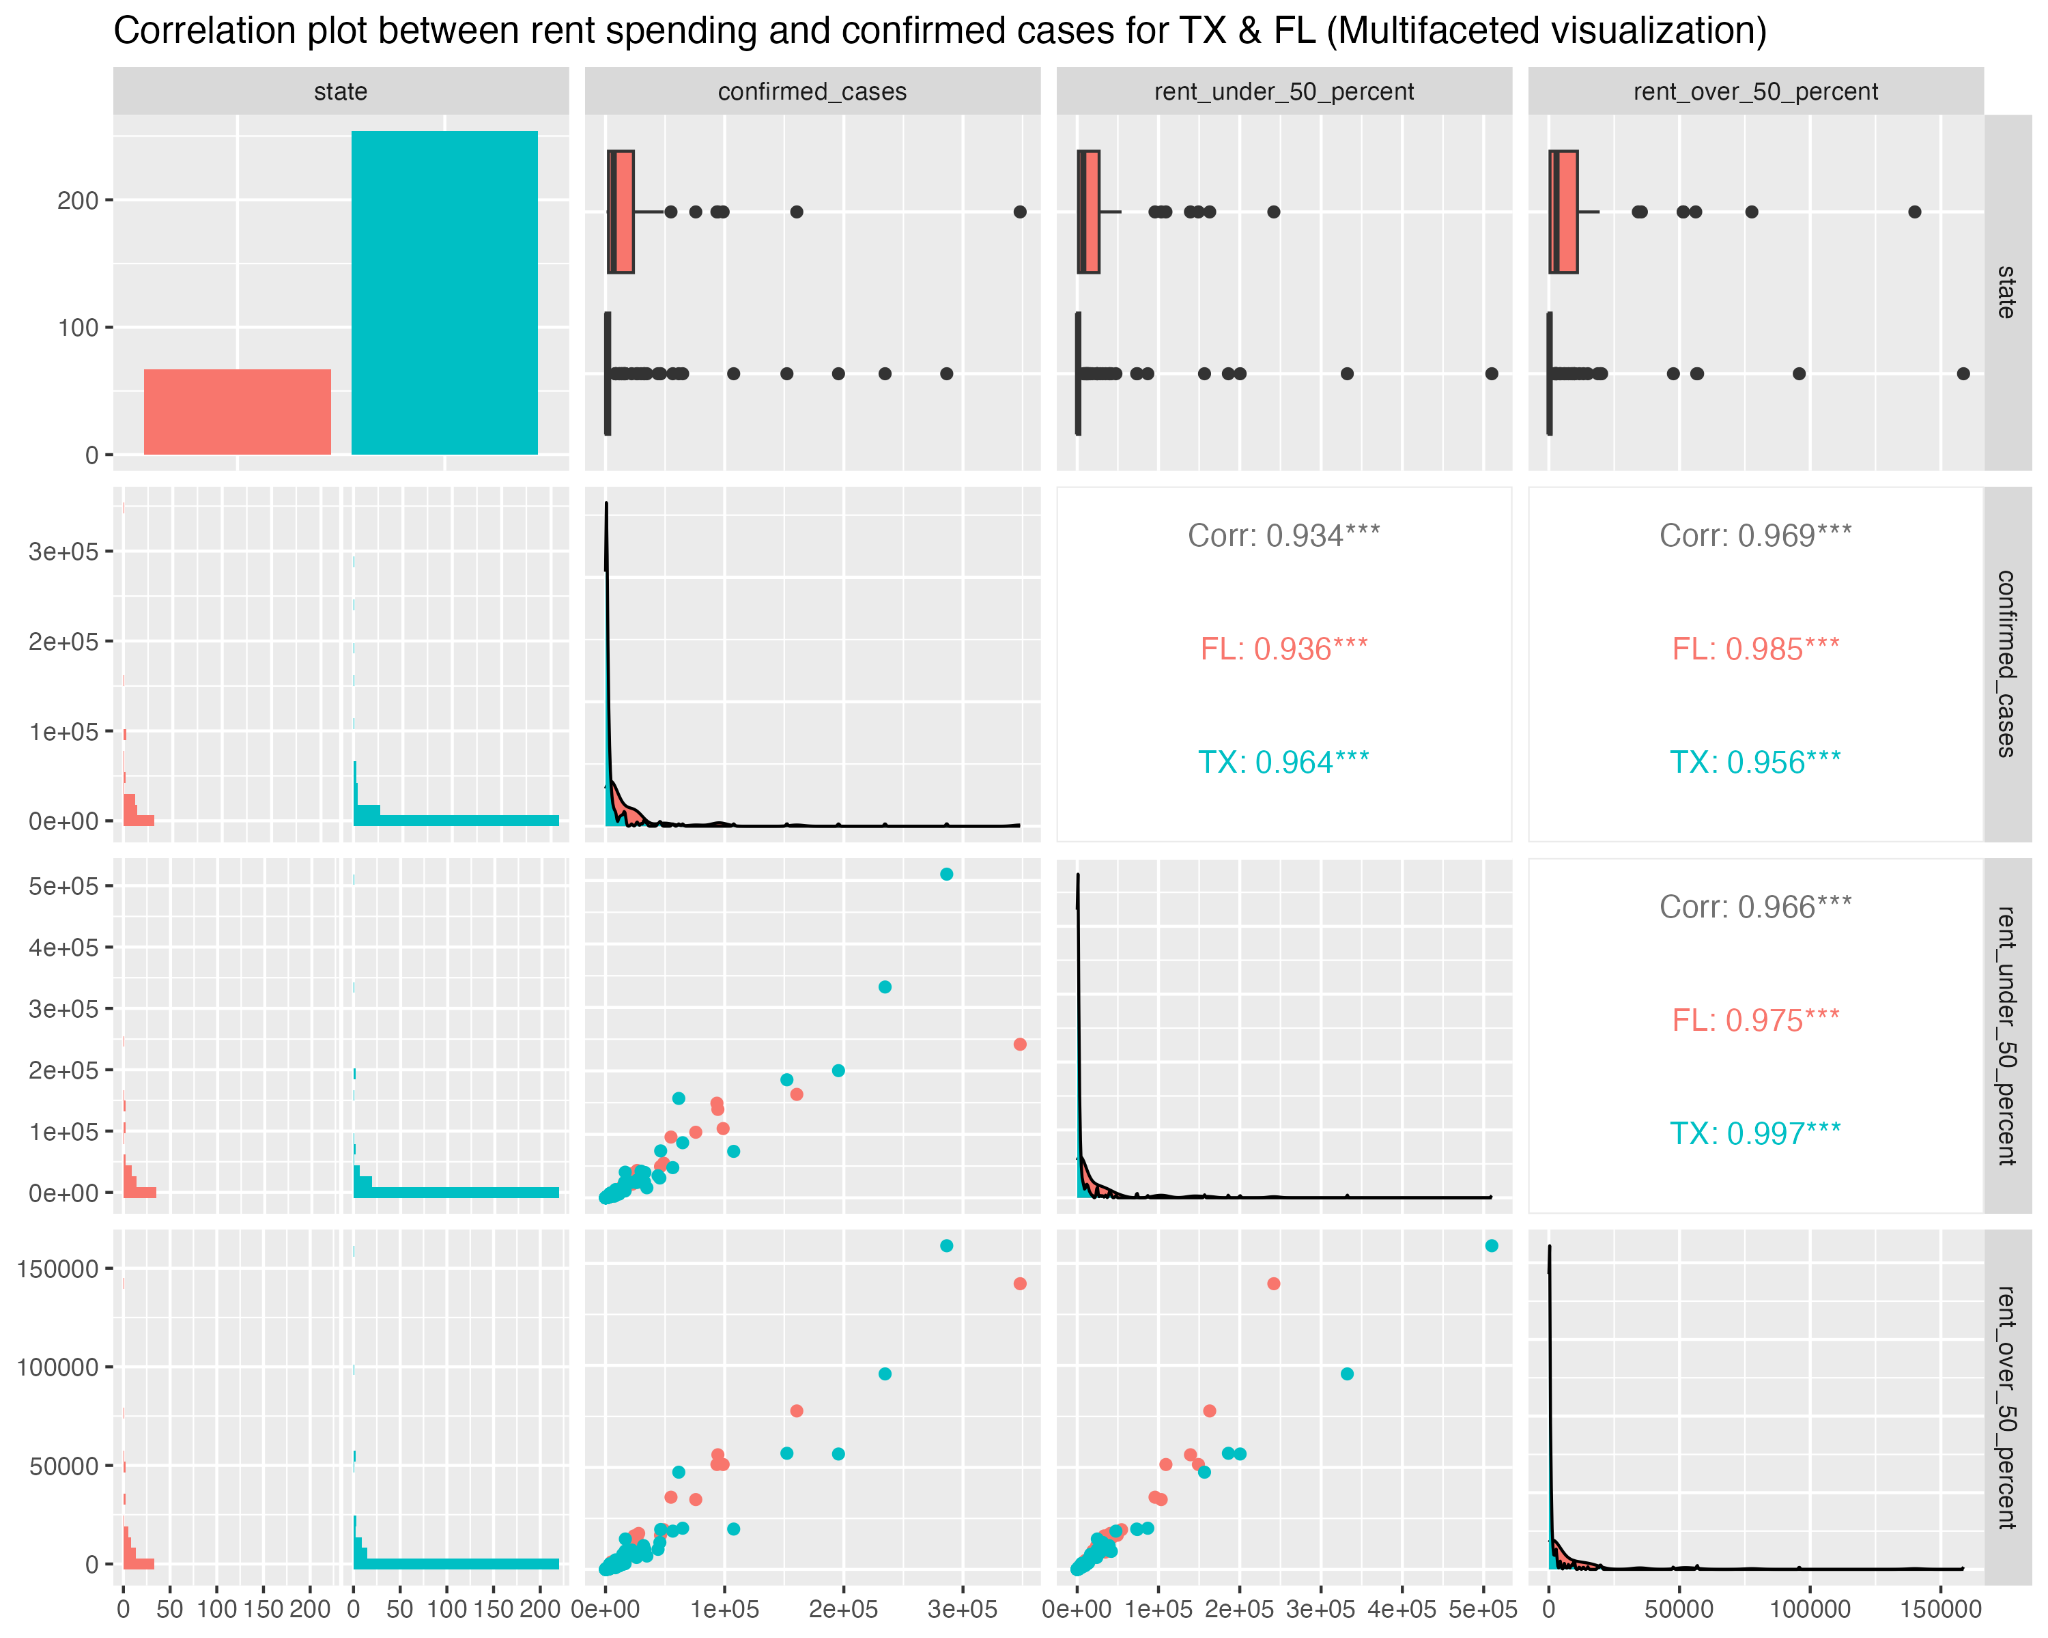 Correlation plot between rent spending and confirmed cases for TX & FL (Multifaceted visualization)
state
confirmed_cases
rent_under_50_percent
rent_over_50_percent
200
100
0
state
3e+05
2e+05
1e+05
0e+00
Corr: 0.934***
FL: 0.936***
TX: 0.964***
Corr: 0.969***
FL: 0.985***
TX: 0.956***
confirmed_cases
5e+05
4e+05
3e+05
2e+05
1e+05
0e+00
Corr: 0.966***
FL: 0.975***
TX: 0.997***
rent_under_50_percent
150000
100000
50000
0
rent_over_50_percent
0 50 100 150 200 0 50 100 150 200
0e+00 1e+05 2e+05 3e+05
0e+00 1e+05 2e+05 3e+05 4e+05 5e+05
0 50000 100000 150000